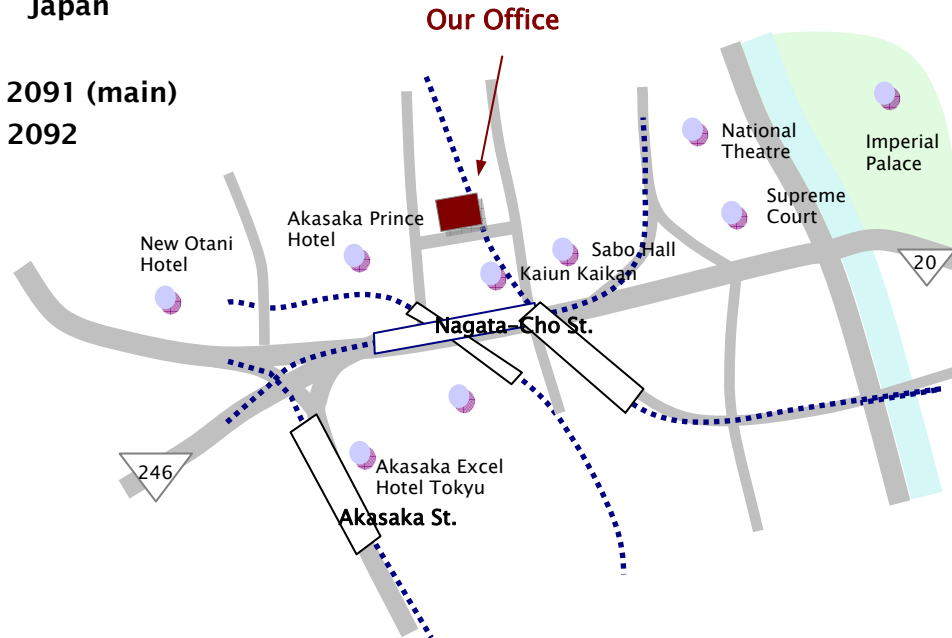 Japan
Our Office
2091 (main)
2092
National
Theatre
Imperial
Palace
Supreme
Court
Akasaka Prince
Hotel
New Otani
Hotel
Sabo Hall
Kaiun Kaikan
20
Nagata-Cho St.
246
Akasaka Excel
Hotel Tokyu
Akasaka St.